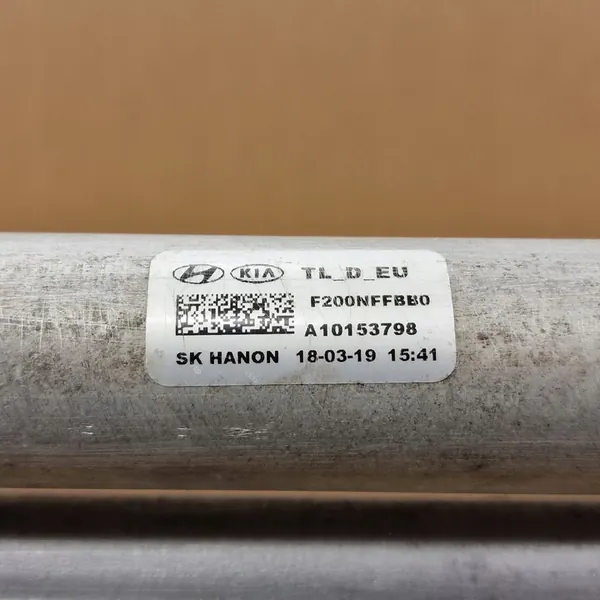 KIA TL_D_EU
F200NFFBB0
A10153798
SK HANON 18-03-19 15:41